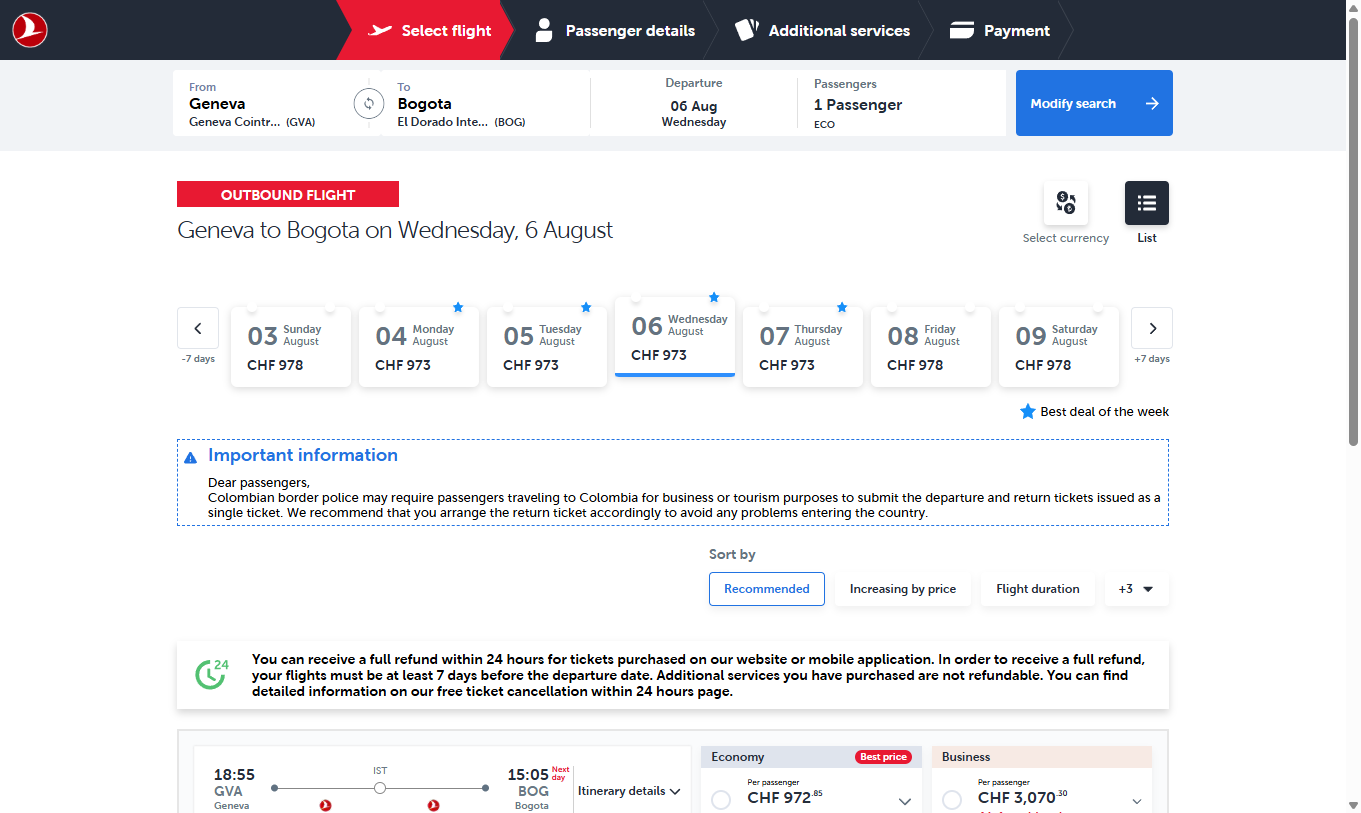 Select flight
Passenger details
Additional services
Payment
From
Geneva
Geneva Cointr... (GVA)
To
Bogota
El Dorado Inte... (BOG)
Departure
06 Aug
Wednesday
Passengers
1 Passenger
ECO
Modify search
OUTBOUND FLIGHT
Geneva to Bogota on Wednesday, 6 August
Select currency
List
-7 days
03 Sunday August
CHF 978
04 Monday August
CHF 973
05 Tuesday August
CHF 973
06 Wednesday August
CHF 973
07 Thursday August
CHF 973
08 Friday August
CHF 978
09 Saturday August
CHF 978
+7 days
Best deal of the week
Important information
Dear passengers,
Colombian border police may require passengers traveling to Colombia for business or tourism purposes to submit the departure and return tickets issued as a
single ticket. We recommend that you arrange the return ticket accordingly to avoid any problems entering the country.
Sort by
Recommended
Increasing by price
Flight duration
+3
24
You can receive a full refund within 24 hours for tickets purchased on our website or mobile application. In order to receive a full refund,
your flights must be at least 7 days before the departure date. Additional services you have purchased are not refundable. You can find
detailed information on our free ticket cancellation within 24 hours page.
18:55
GVA
Geneva
IST
15:05 Next day
BOG
Bogota
Itinerary details
Economy
Best price
Per passenger
CHF 972.85
Business
Per passenger
CHF 3,070.30